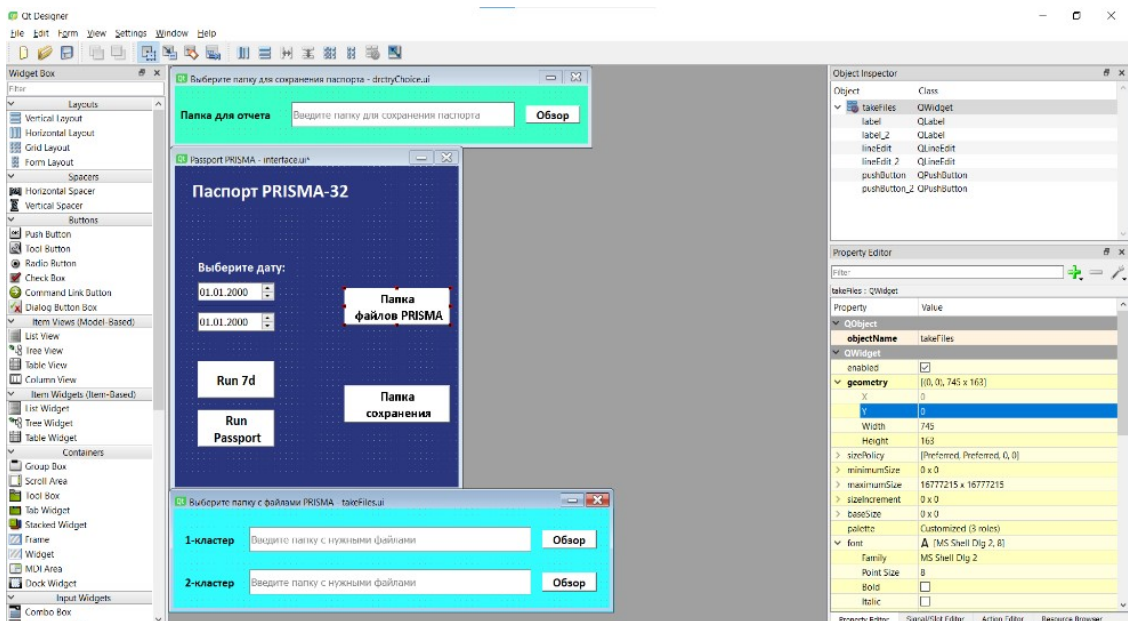 Qt Designer
File Edit Form View Settings Window Help
Widget Box
Filter
Layouts
Vertical Layout
Horizontal Layout
Grid Layout
Form Layout
Spacers
Horizontal Spacer
Vertical Spacer
Buttons
Push Button
Tool Button
Radio Button
Check Box
Command Link Button
Dialog Button Box
Item Views (Model-Based)
List View
Tree View
Table View
Column View
Item Widgets (Item-Based)
List Widget
Tree Widget
Table Widget
Containers
Group Box
Scroll Area
Tool Box
Tab Widget
Stacked Widget
Frame
Widget
MDI Area
Dock Widget
Input Widgets
Combo Box
Выберите папку для сохранения паспорта - drctryChoice.ui
Папка для отчета
Введите папку для сохранения паспорта
Обзор
Passport PRISMA - interface.ui*
Паспорт PRISMA-32
Выберите дату:
01.01.2000
01.01.2000
Папка
файлов PRISMA
Run 7d
Папка
сохранения
Run
Passport
Выберите папку с файлами PRISMA - takeFiles.ui
1-кластер
Введите папку с нужными файлами
Обзор
2-кластер
Введите папку с нужными файлами
Обзор
Object Inspector
Object Class
takeFiles QWidget
label QLabel
label_2 QLabel
lineEdit QLineEdit
lineEdit_2 QLineEdit
pushButton QPushButton
pushButton_2 QPushButton
Property Editor
Filter
takeFiles : QWidget
Property Value
QObject
objectName takeFiles
QWidget
enabled
geometry [(0, 0), 745 x 163]
X 0
Y 0
Width 745
Height 163
sizePolicy [Preferred, Preferred, 0, 0]
minimumSize 0 x 0
maximumSize 16777215 x 16777215
sizeIncrement 0 x 0
baseSize 0 x 0
palette Customized (3 roles)
font A [MS Shell Dlg 2, 8]
Family MS Shell Dlg 2
Point Size 8
Bold
Italic
Property Editor Signal/Slot Editor Action Editor Resource Browser